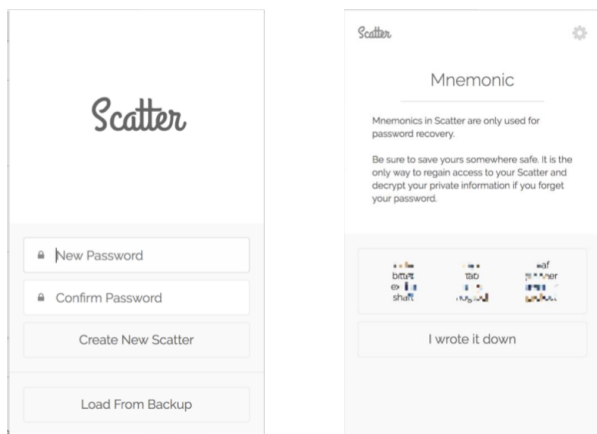 Scatter
New Password
Confirm Password
Create New Scatter
Load From Backup
Scatter
Mnemonic
Mnemonics in Scatter are only used for
password recovery.
Be sure to save yours somewhere safe. It is the
only way to regain access to your Scatter and
decrypt your private information if you forget
your password.
shaft
I wrote it down